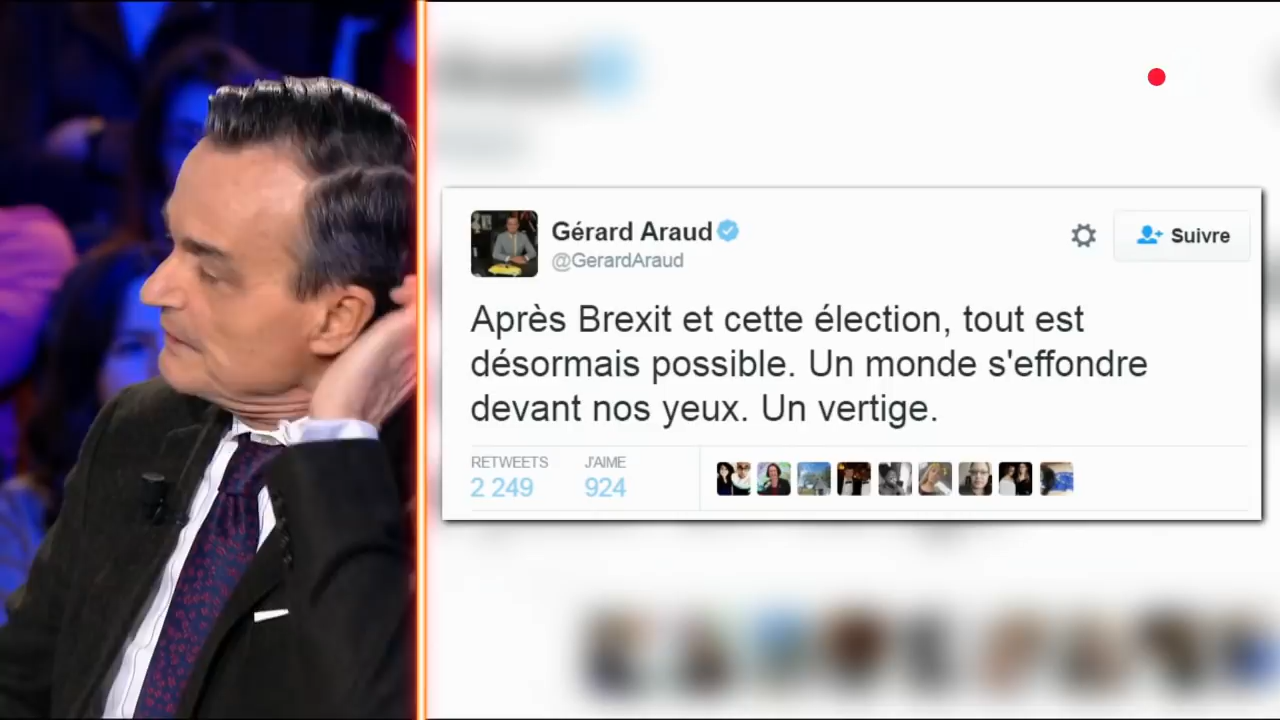 Gérard Araud
@GerardAraud
Suivre
Après Brexit et cette élection, tout est
désormais possible. Un monde s'effondre
devant nos yeux. Un vertige.
RETWEETS J'AIME
2 249 924